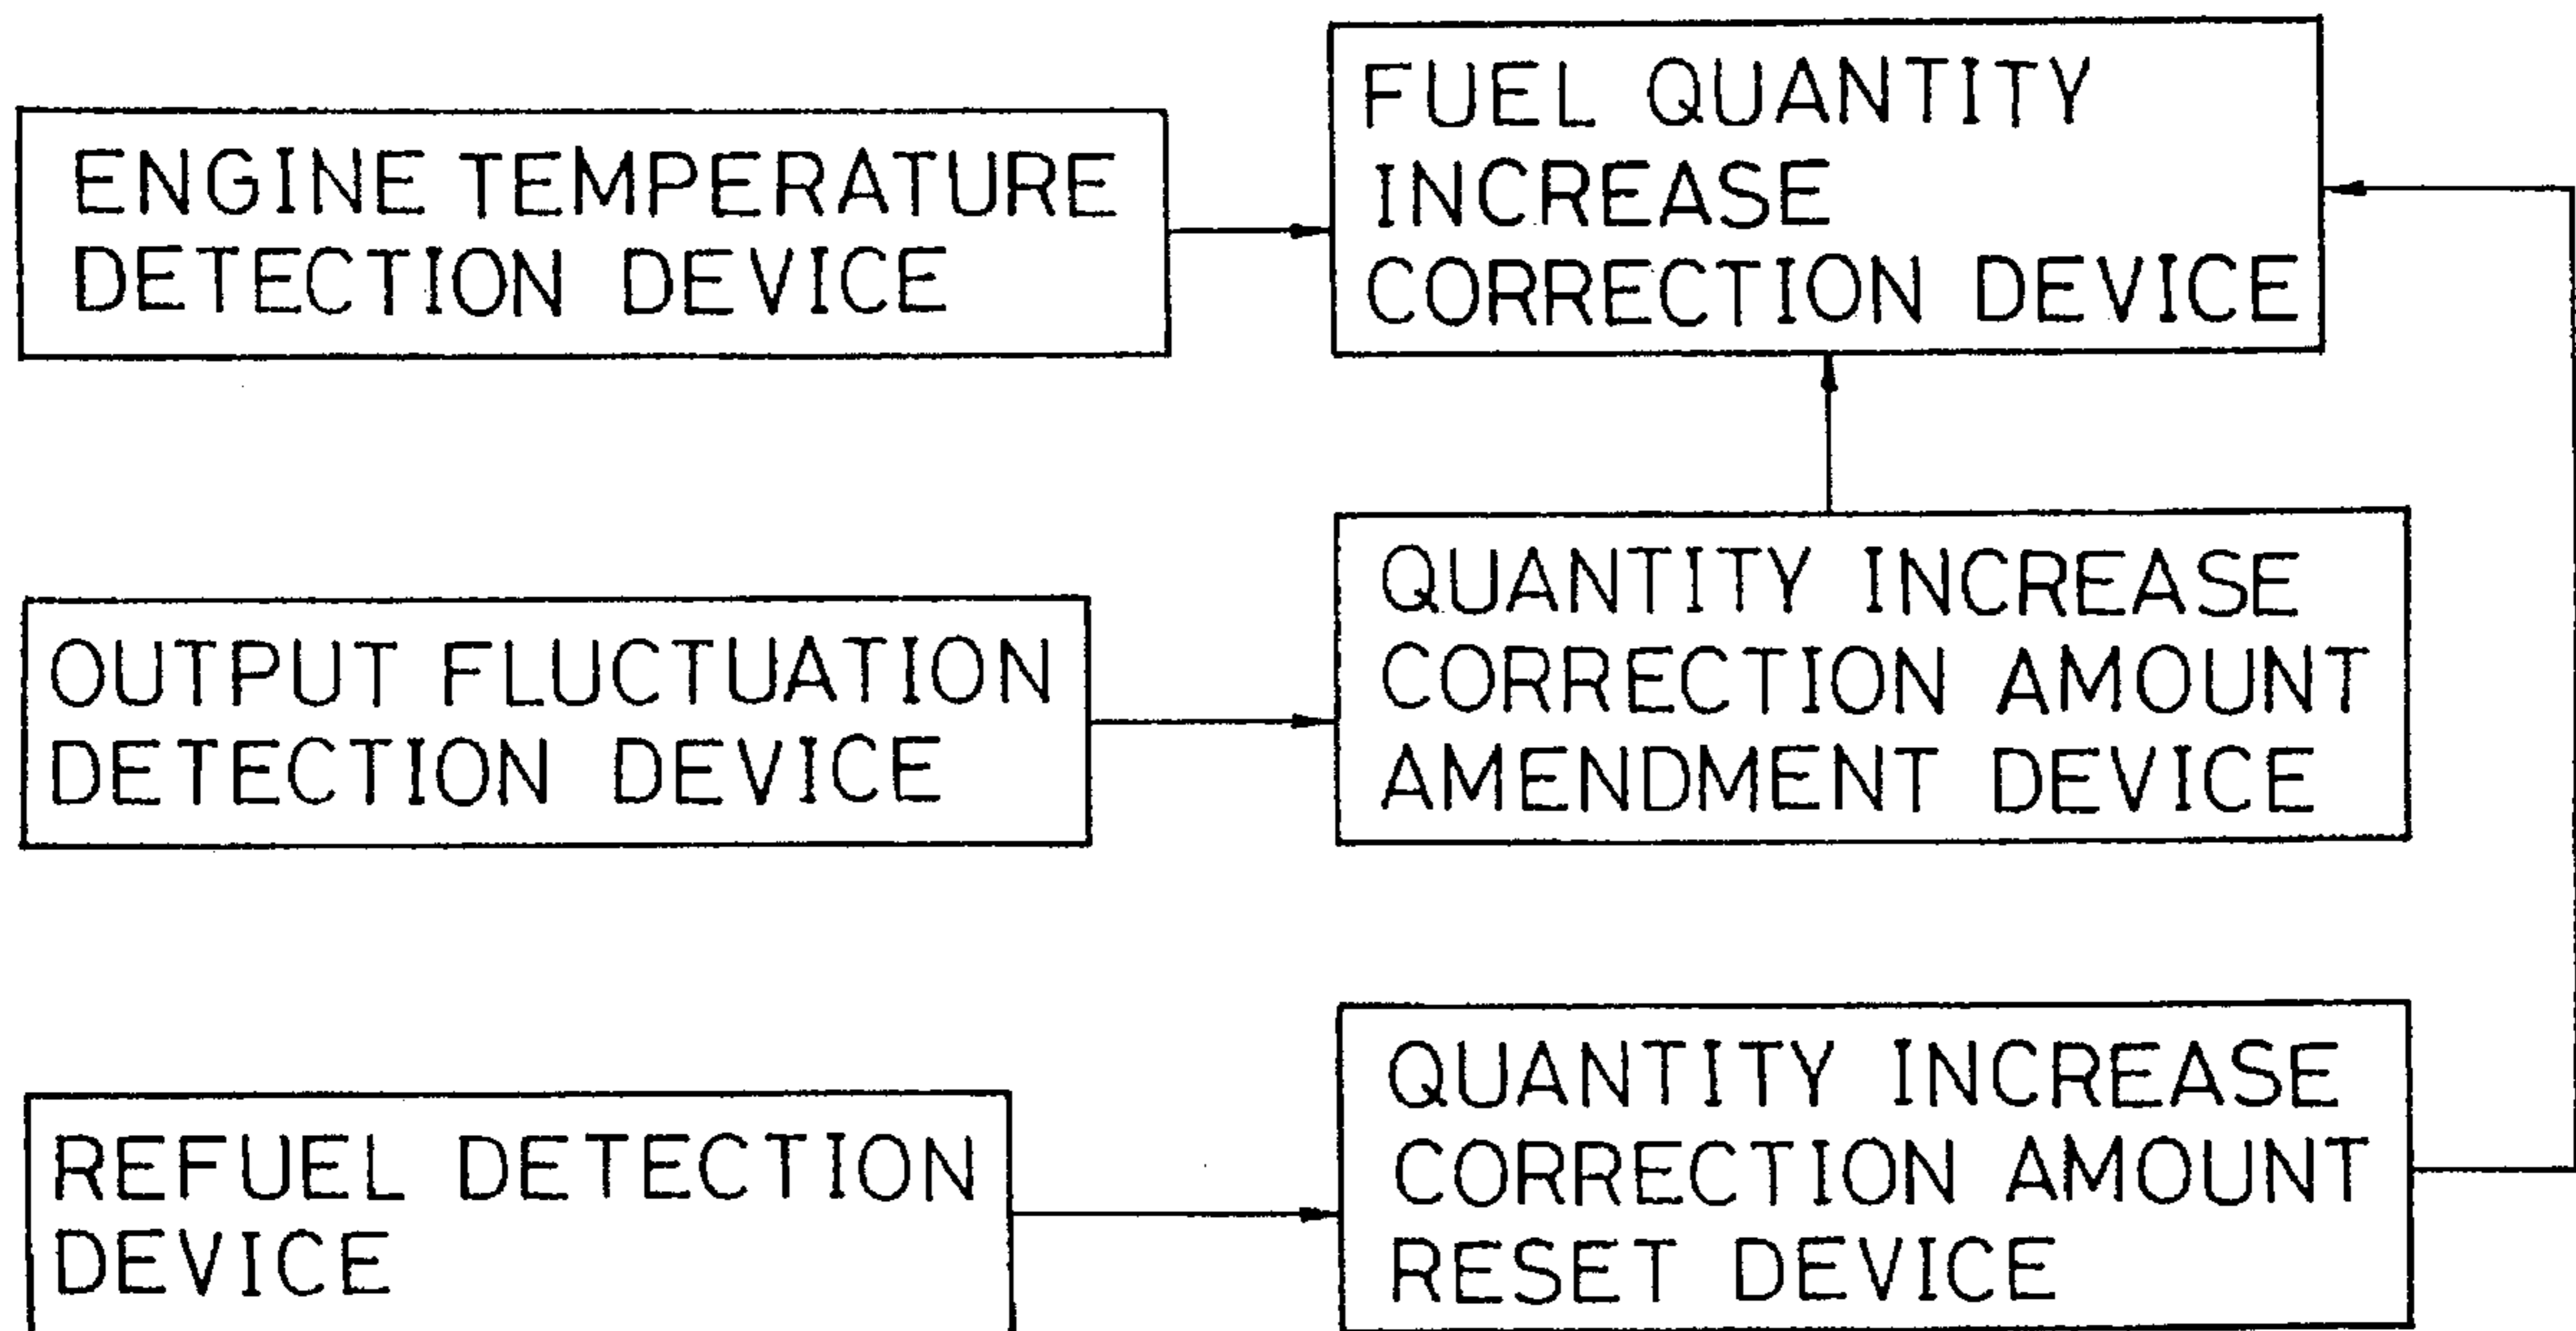 ENGINE TEMPERATURE
DETECTION DEVICE
FUEL QUANTITY
INCREASE
CORRECTION DEVICE
OUTPUT FLUCTUATION
DETECTION DEVICE
QUANTITY INCREASE
CORRECTION AMOUNT
AMENDMENT DEVICE
REFUEL DETECTION
DEVICE
QUANTITY INCREASE
CORRECTION AMOUNT
RESET DEVICE